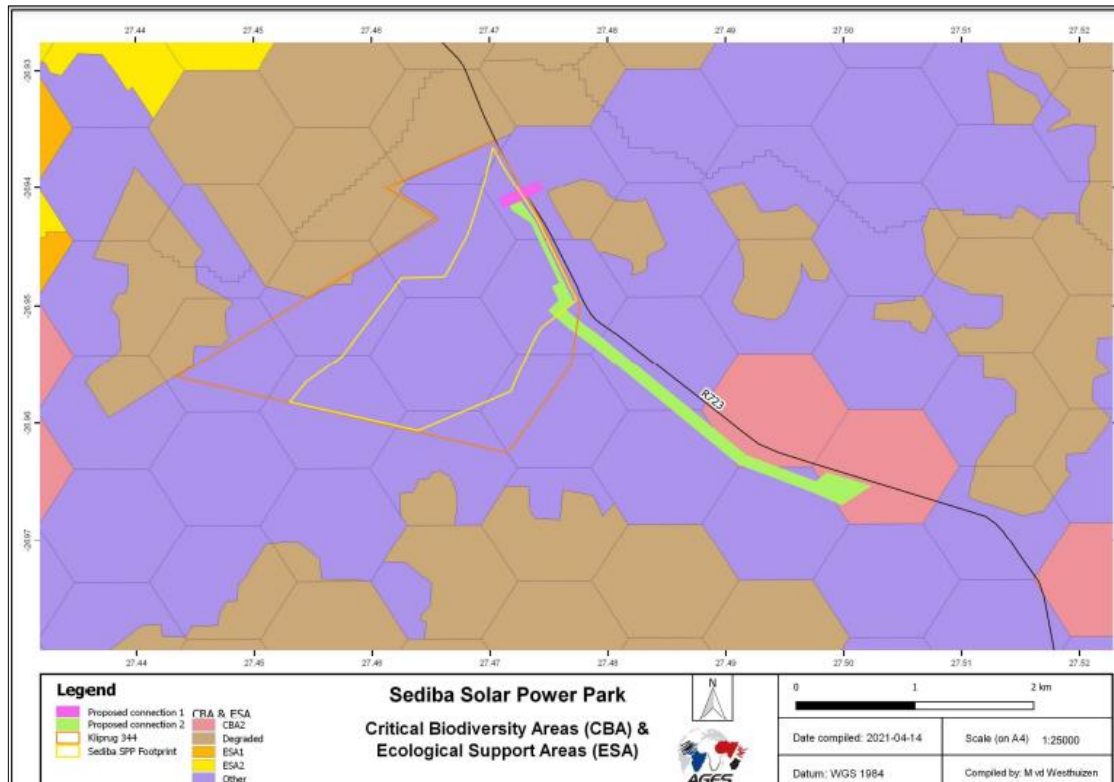 27.44 27.45 27.46 27.47 27.48 27.49 27.50 27.51 27.52
-26.93
-26.94
-26.95
-26.96
-26.97
R723
27.44 27.45 27.46 27.47 27.48 27.49 27.50 27.51 27.52
Legend
Proposed connection 1
Proposed connection 2
Kliprug 344
Sediba SPP Footprint
CBA & ESA
CBA2
Degraded
ESA1
ESA2
Other
Sediba Solar Power Park
Critical Biodiversity Areas (CBA) &
Ecological Support Areas (ESA)
N
AGES
0 1 2 km
Date compiled: 2021-04-14
Scale (on A4) 1:25000
Datum: WGS 1984
Compiled by: M vd Westhuizen